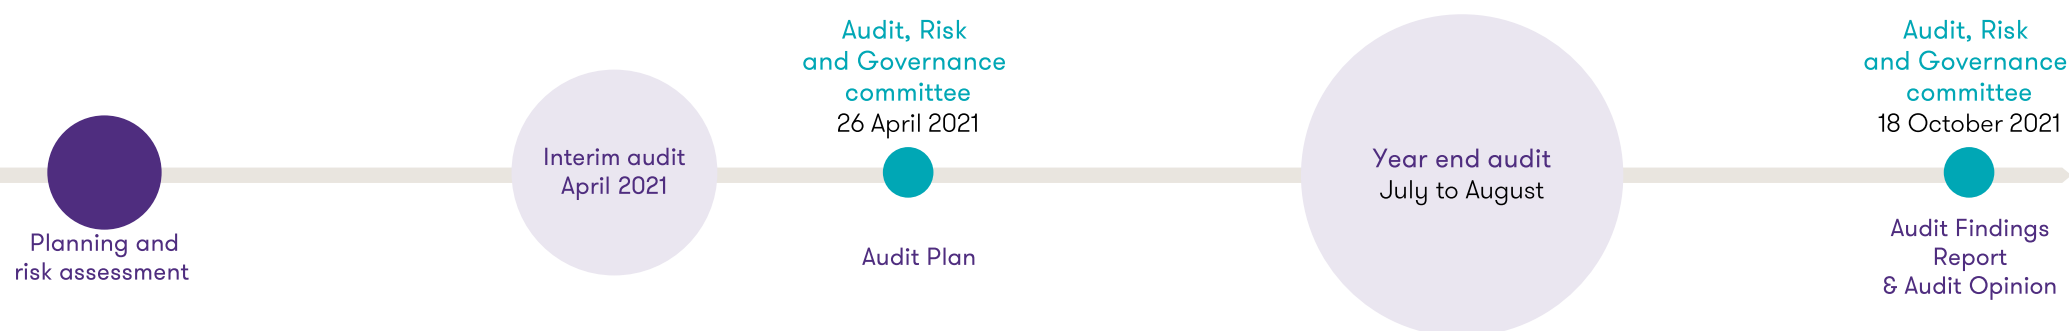 Planning and
risk assessment
Interim audit
April 2021
Audit, Risk
and Governance
committee
26 April 2021
Audit Plan
Year end audit
July to August
Audit, Risk
and Governance
committee
18 October 2021
Audit Findings
Report
& Audit Opinion